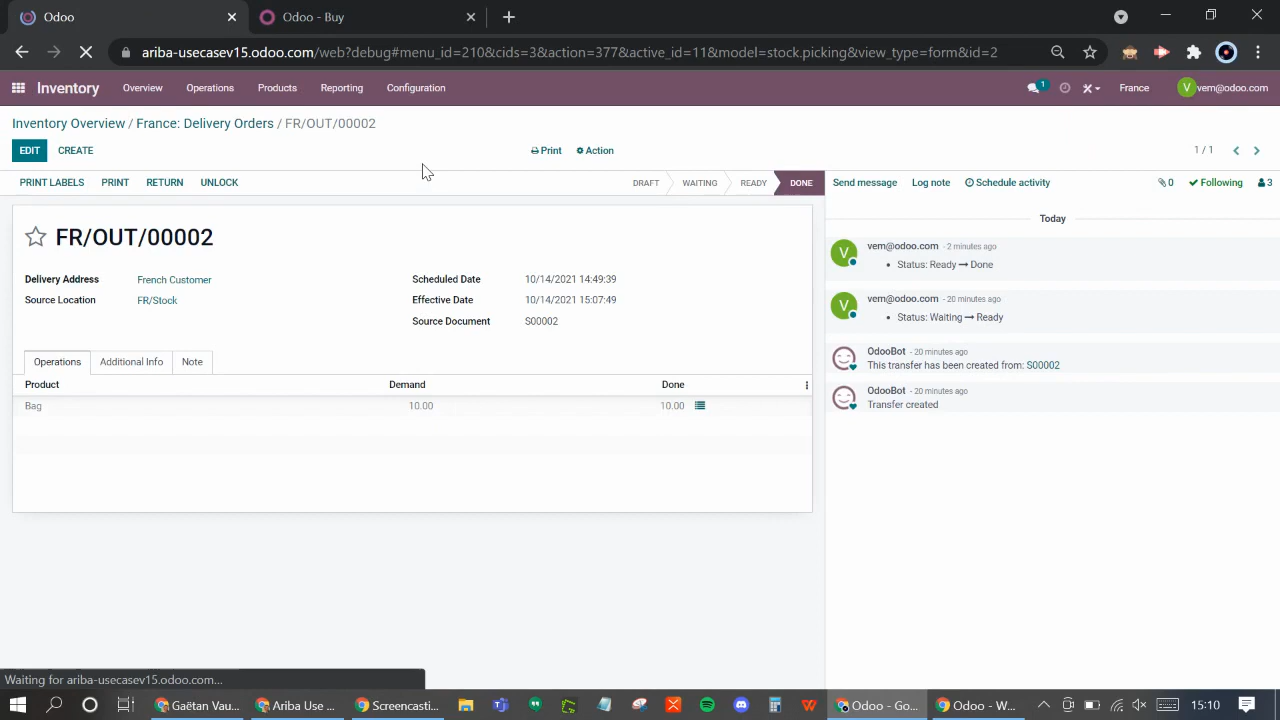 Odoo
Odoo - Buy
ariba-usecasev15.odoo.com/web?debug#menu_id=210&cids=3&action=377&active_id=11&model=stock.picking&view_type=form&id=2
Inventory Overview Operations Products Reporting Configuration 1 France V vem@odoo.com
Inventory Overview / France: Delivery Orders / FR/OUT/00002
EDIT CREATE Print Action 1 / 1
PRINT LABELS PRINT RETURN UNLOCK DRAFT WAITING READY DONE Send message Log note Schedule activity 0 Following 3
Today
FR/OUT/00002
V vem@odoo.com - 2 minutes ago
Status: Ready → Done
Delivery Address French Customer Scheduled Date 10/14/2021 14:49:39
Source Location FR/Stock Effective Date 10/14/2021 15:07:49
Source Document S00002
V vem@odoo.com - 20 minutes ago
Status: Waiting → Ready
OdooBot - 20 minutes ago
This transfer has been created from: S00002
OdooBot - 20 minutes ago
Transfer created
Operations Additional Info Note
Product Demand Done
Bag 10.00 10.00
Waiting for ariba-usecasev15.odoo.com...
Gaëtan Vau... Ariba Use ... Screencasti... Odoo - Go... Odoo - W... 15:10